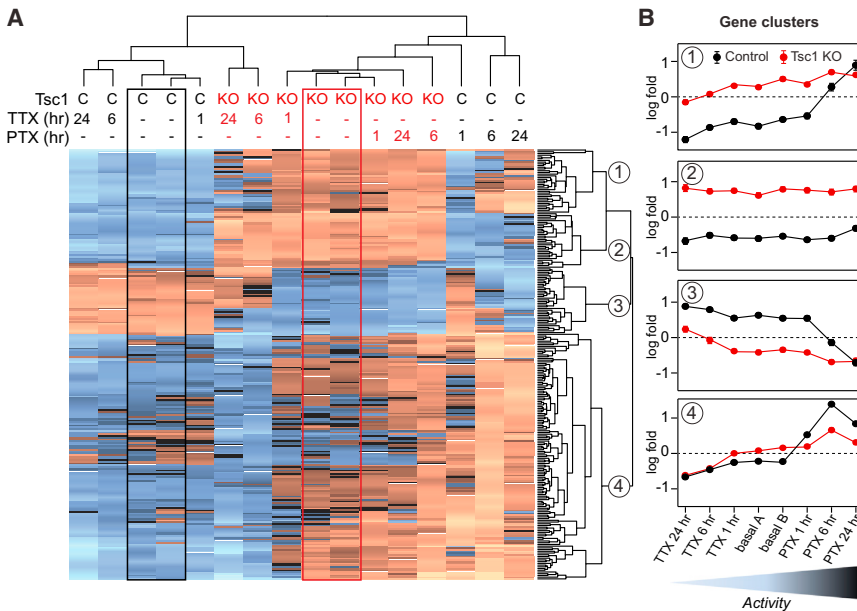 A
Tsc1 C C C C C KO KO KO KO KO KO KO KO C C C
TTX (hr) 24 6 - - 1 24 6 1 - - - - - - - -
PTX (hr) - - - - - - - - - - 1 24 6 1 6 24
1
2
3
4
B
Gene clusters
1 Control Tsc1 KO
log fold
1
0
-1
2
log fold
1
0
-1
3
log fold
1
0
-1
4
log fold
1
0
-1
TTX 24 hr
TTX 6 hr
TTX 1 hr
basal A
basal B
PTX 1 hr
PTX 6 hr
PTX 24 hr
Activity